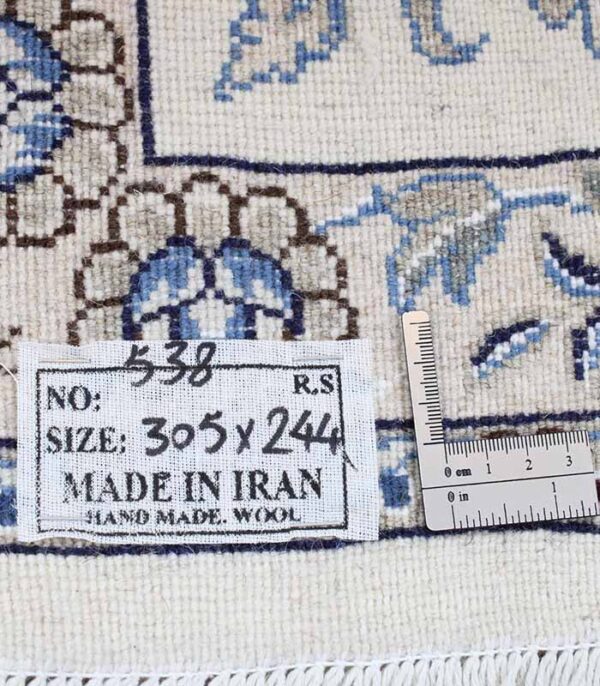 NO: 538 R.S
SIZE: 305 x 244
MADE IN IRAN
HAND MADE. WOOL
0 cm 1 2 3
0 in 1